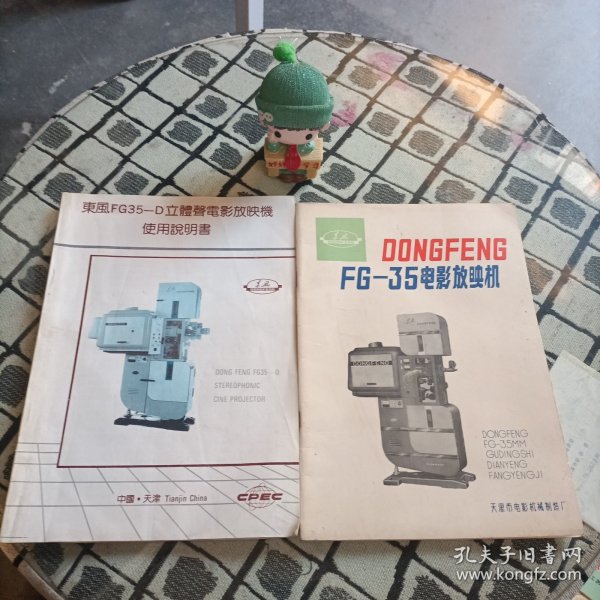 東風FG35—D立體聲電影放映機
使用說明書
DONG FENG FG35—D
STEREOPHONIC
CINE PROJECTOR
中國·天津 Tianjin China
CPEC
DONGFENG
FG-35电影放映机
DONGFENG
DONGFENG
FG-35MM
GUDINGSHI
DIANYENG
FANGYENGJI
天津市电影机械制造厂
孔夫子旧书网
www.kongfz.com